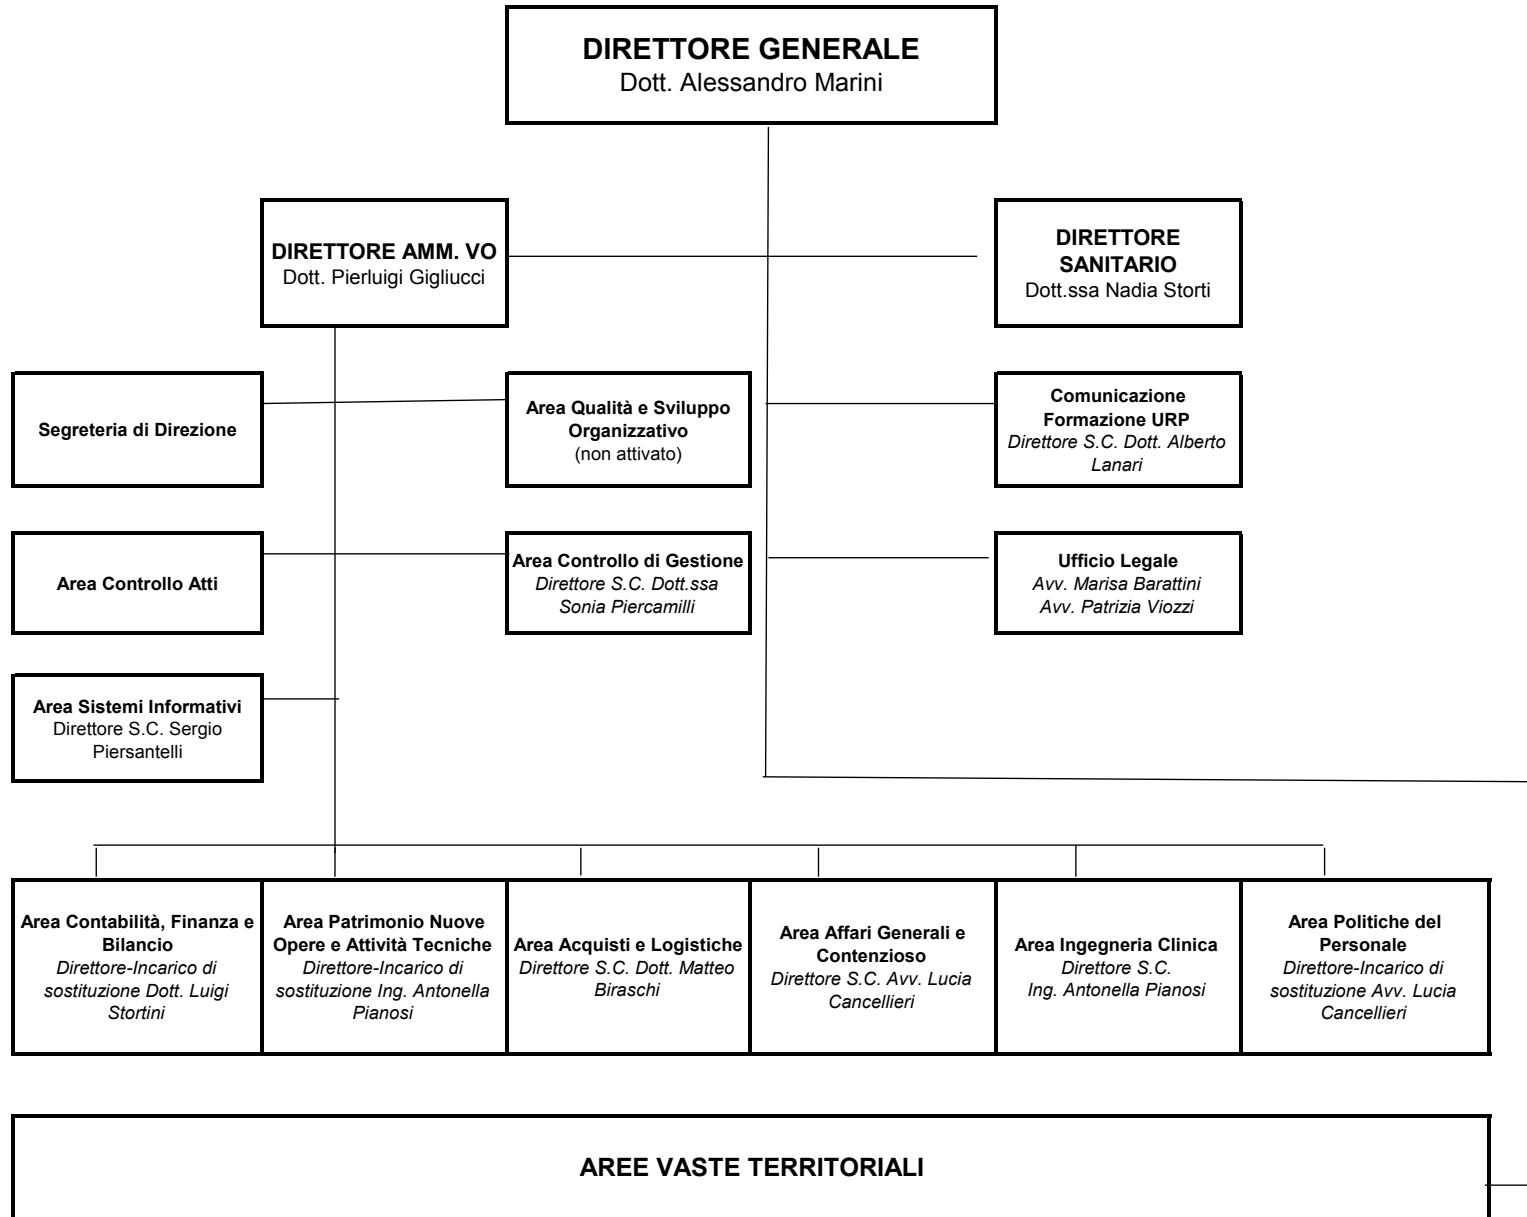 DIRETTORE GENERALE
Dott. Alessandro Marini
DIRETTORE AMM. VO
Dott. Pierluigi Gigliucci
DIRETTORE
SANITARIO
Dott.ssa Nadia Storti
Segreteria di Direzione
Area Qualità e Sviluppo
Organizzativo
(non attivato)
Comunicazione
Formazione URP
Direttore S.C. Dott. Alberto
Lanari
Area Controllo Atti
Area Controllo di Gestione
Direttore S.C. Dott.ssa
Sonia Piercamilli
Ufficio Legale
Avv. Marisa Barattini
Avv. Patrizia Viozzi
Area Sistemi Informativi
Direttore S.C. Sergio
Piersantelli
Area Contabilità, Finanza e
Bilancio
Direttore-Incarico di
sostituzione Dott. Luigi
Stortini
Area Patrimonio Nuove
Opere e Attività Tecniche
Direttore-Incarico di
sostituzione Ing. Antonella
Pianosi
Area Acquisti e Logistiche
Direttore S.C. Dott. Matteo
Biraschi
Area Affari Generali e
Contenzioso
Direttore S.C. Avv. Lucia
Cancellieri
Area Ingegneria Clinica
Direttore S.C.
Ing. Antonella Pianosi
Area Politiche del
Personale
Direttore-Incarico di
sostituzione Avv. Lucia
Cancellieri
AREE VASTE TERRITORIALI